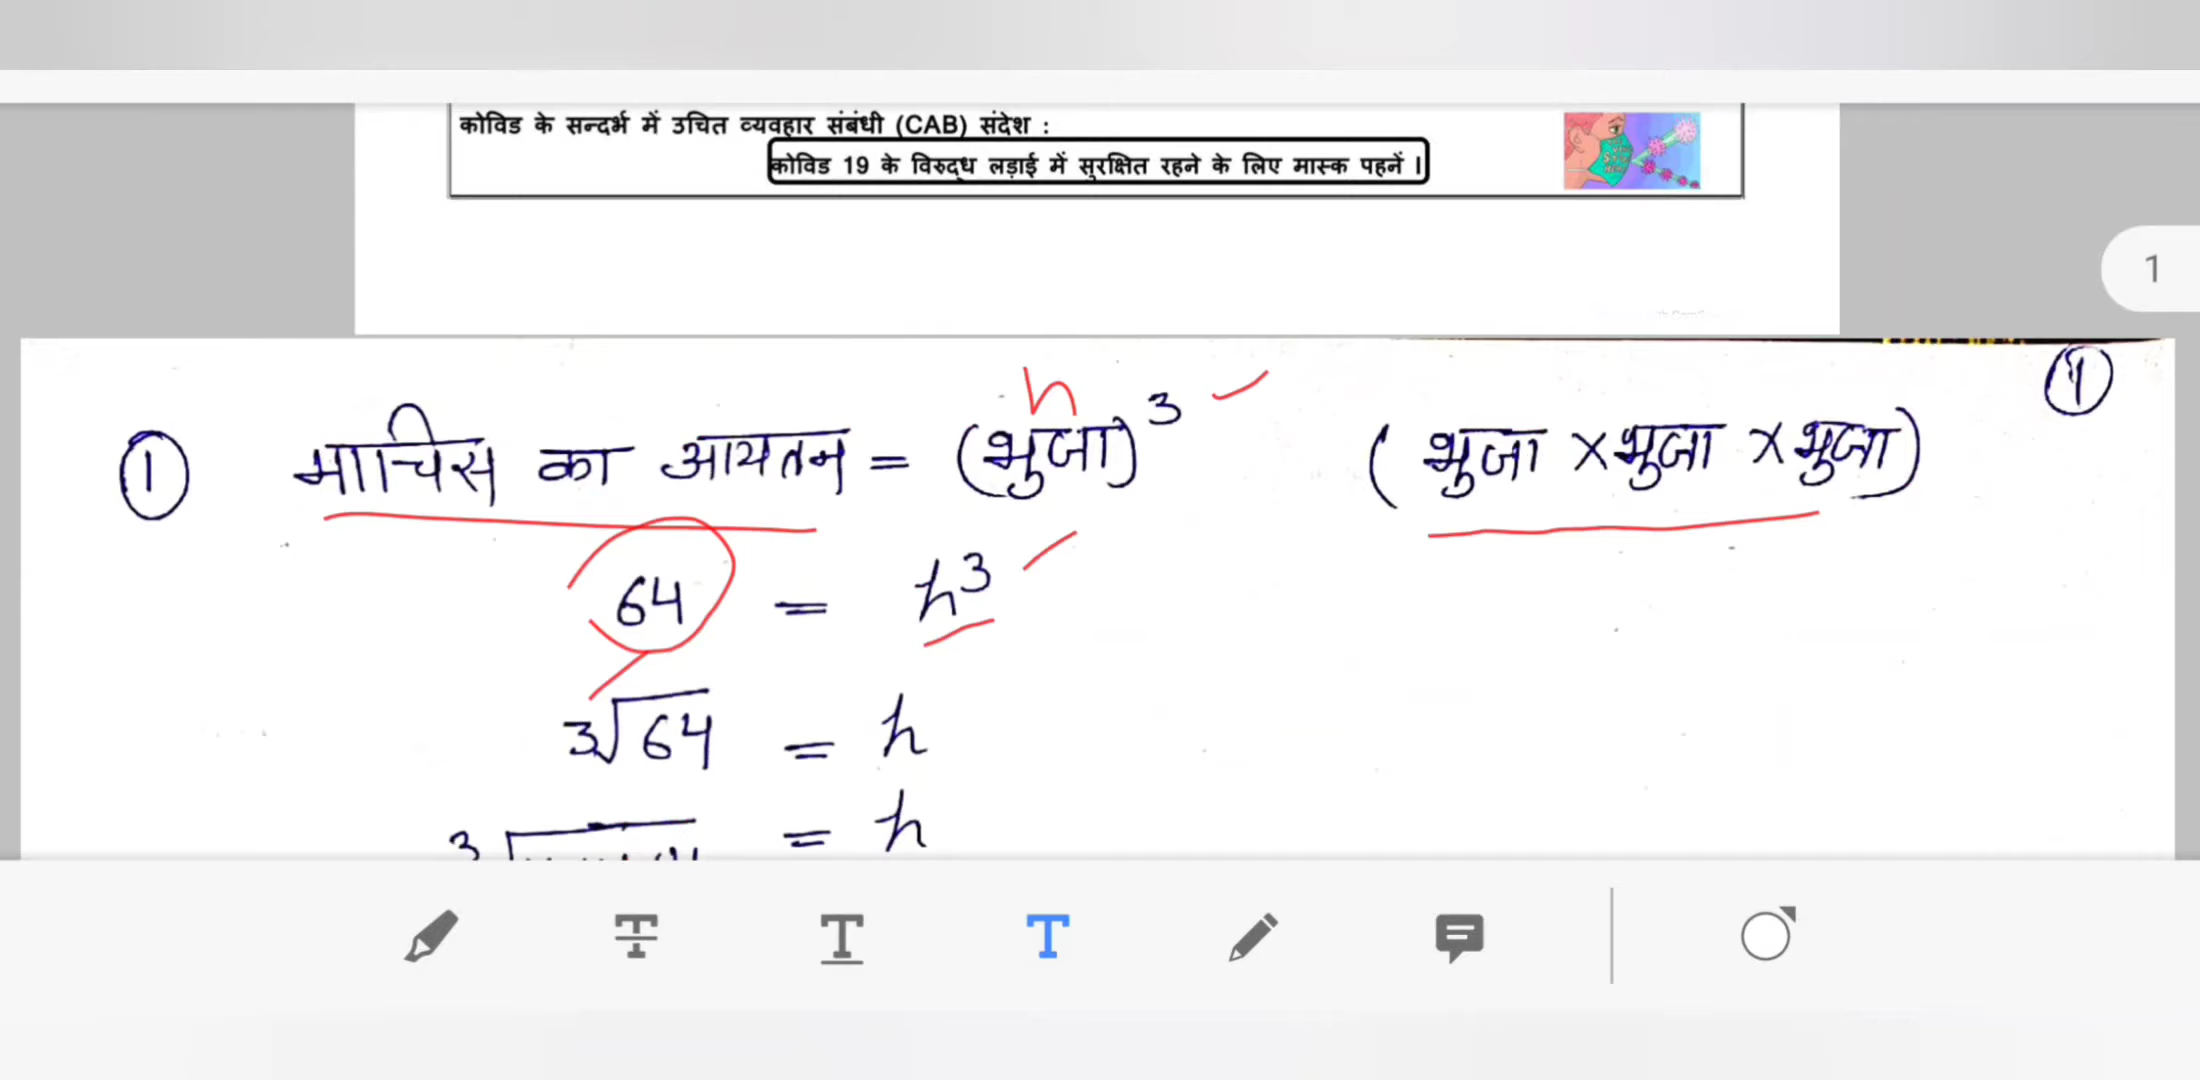 कोविड के सन्दर्भ में उचित व्यवहार संबंधी (CAB) संदेश :
कोविड 19 के विरुद्ध लड़ाई में सुरक्षित रहने के लिए मास्क पहनें ।
1
1
h
① माचिस का आयतन = (भुजा)³ (भुजा × भुजा × भुजा)
64 = h³
³√64 = h
= h